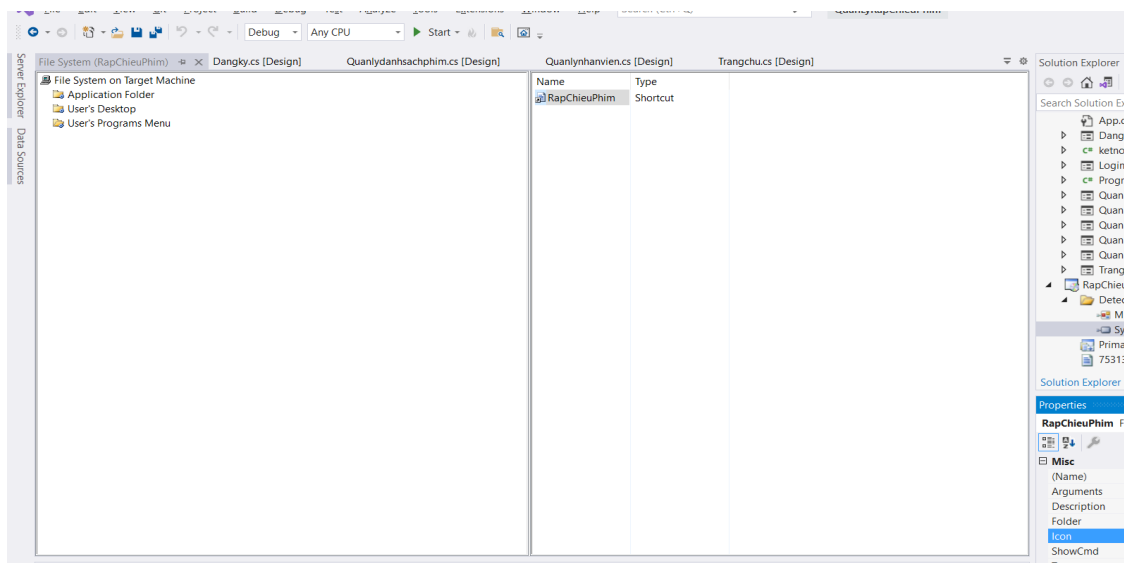 Debug
Any CPU
Start
Server Explorer
Data Sources
File System (RapChieuPhim)
Dangky.cs [Design]
Quanlydanhsachphim.cs [Design]
Quanlynhanvien.cs [Design]
Trangchu.cs [Design]
File System on Target Machine
Application Folder
User's Desktop
User's Programs Menu
Name
Type
RapChieuPhim
Shortcut
Solution Explorer
Search Solution Ex
App.c
Dang
C# ketno
Login
C# Progr
Quan
Quan
Quan
Quan
Quan
Trang
RapChieu
Detec
M
Sy
Prima
75313
Solution Explorer
Properties
RapChieuPhim F
Misc
(Name)
Arguments
Description
Folder
Icon
ShowCmd